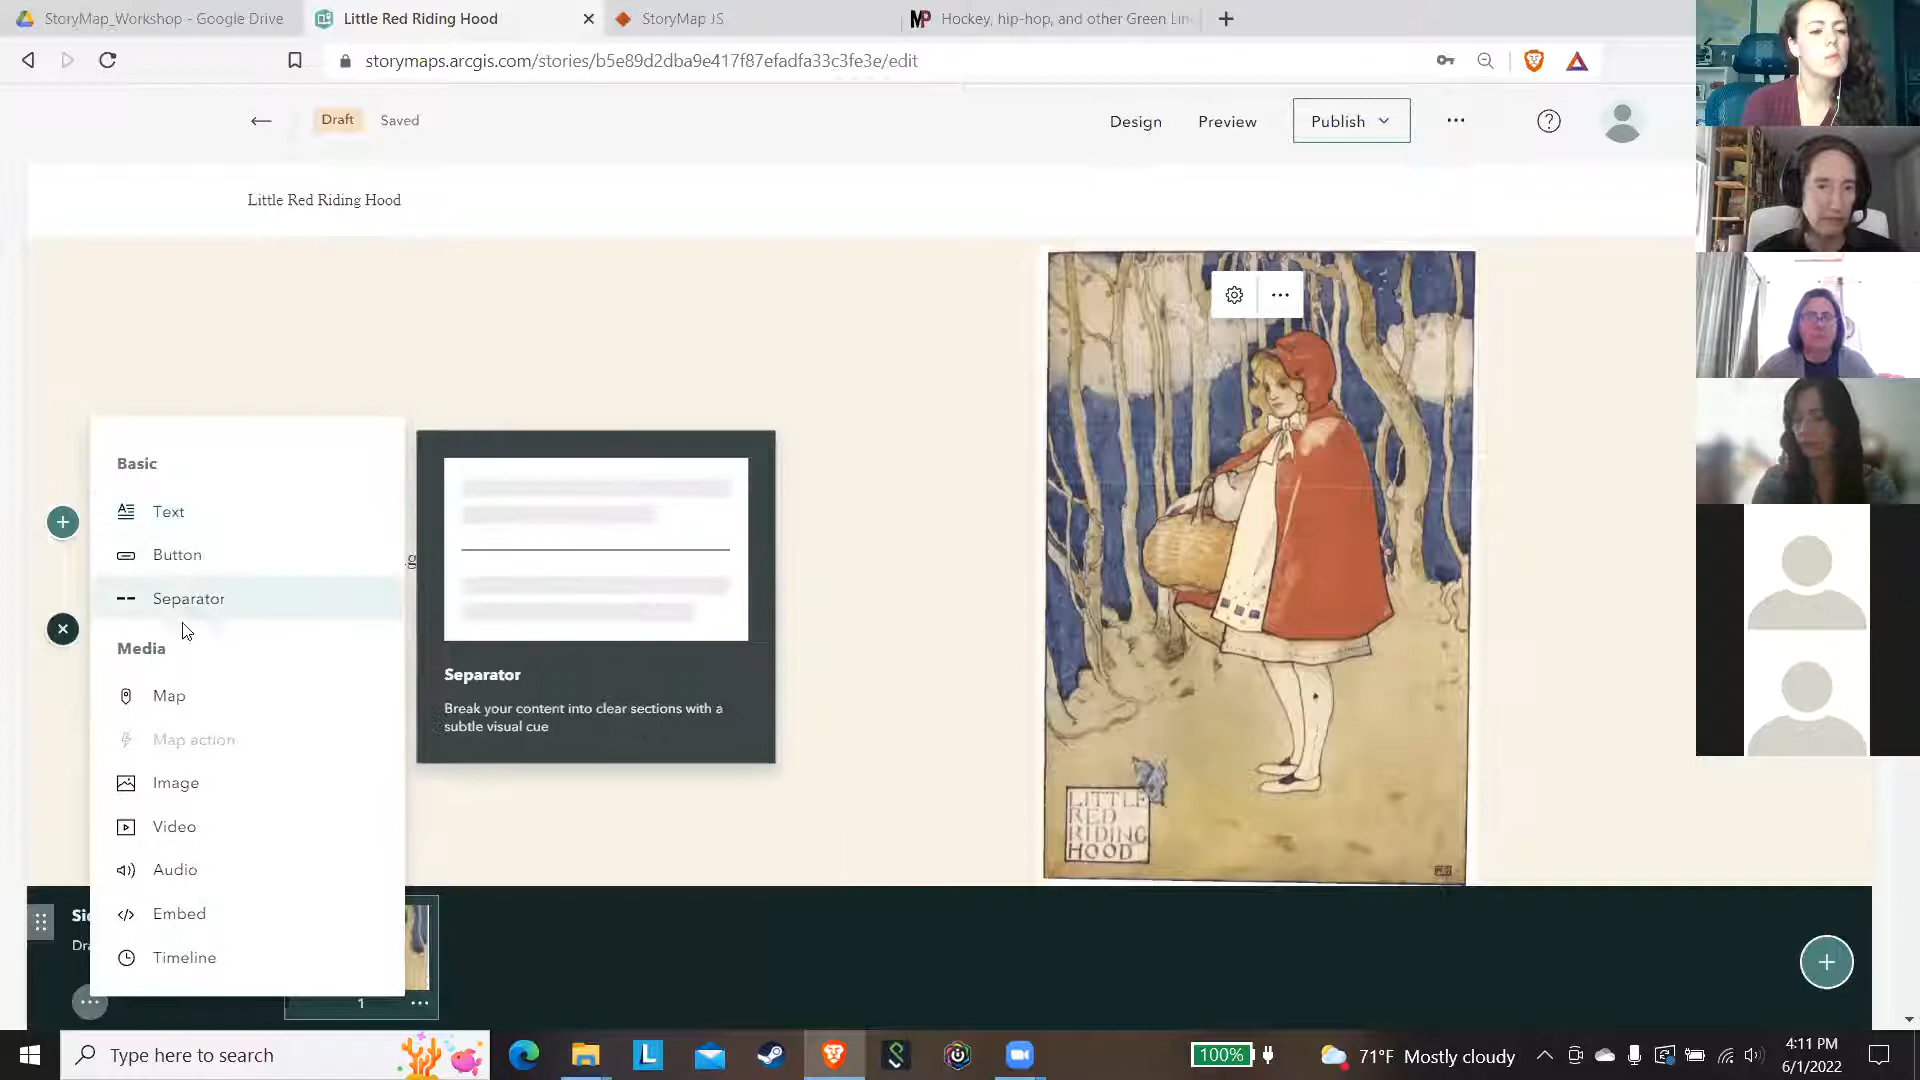 StoryMap_Workshop - Google Drive
Little Red Riding Hood
StoryMap JS
Hockey, hip-hop, and other Green Lin
storymaps.arcgis.com/stories/b5e89d2dba9e417f87efadfa33c3fe3e/edit
Draft
Saved
Design
Preview
Publish
Little Red Riding Hood
Basic
Text
Button
Separator
Media
Map
Map action
Image
Video
Audio
Embed
Timeline
Separator
Break your content into clear sections with a
subtle visual cue
LITTLE
RED
RIDING
HOOD
1
Type here to search
100%
71°F Mostly cloudy
4:11 PM
6/1/2022